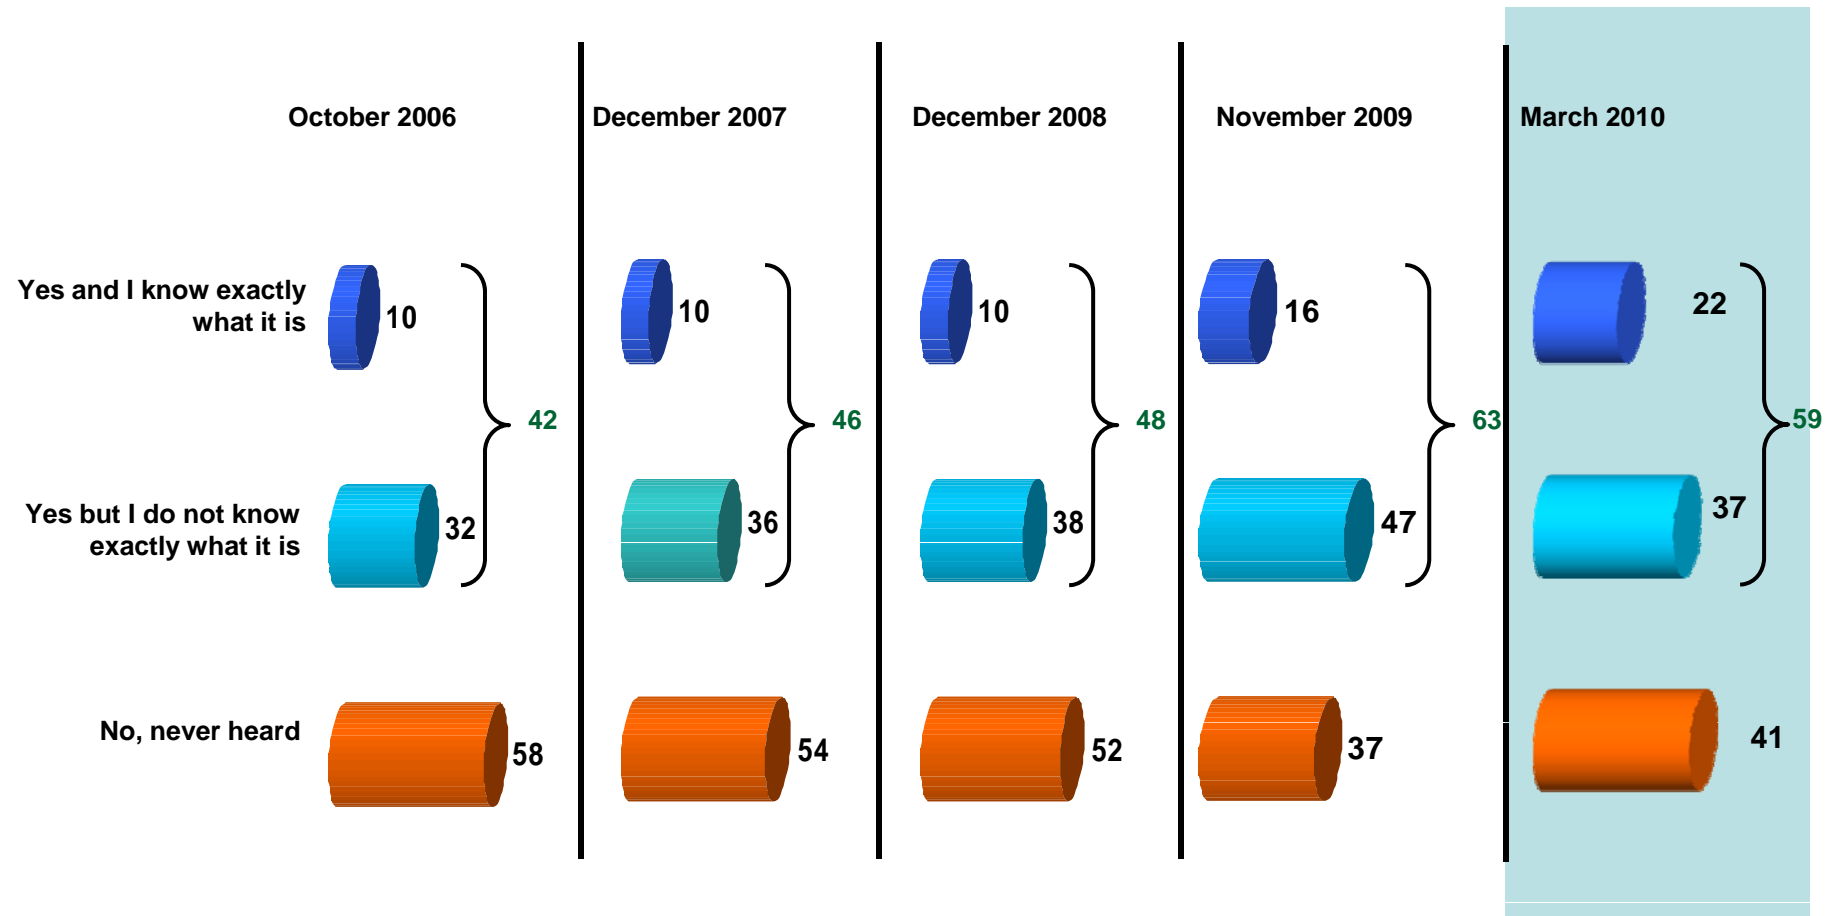 October 2006
December 2007
December 2008
November 2009
March 2010
Yes and I know exactly
what it is
10
10
10
16
22
42
46
48
63
59
Yes but I do not know
exactly what it is
32
36
38
47
37
No, never heard
58
54
52
37
41